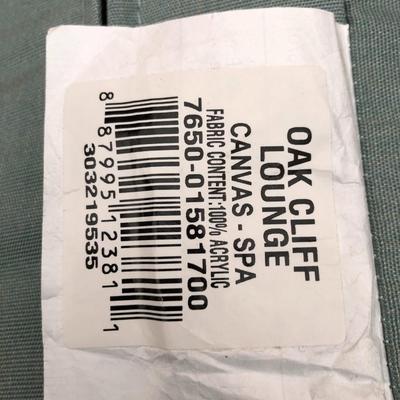 OAK CLIFF
LOUNGE
CANVAS - SPA
FABRIC CONTENT:100% ACRYLIC
7650-01581700
8 87995 12381 1
303219535